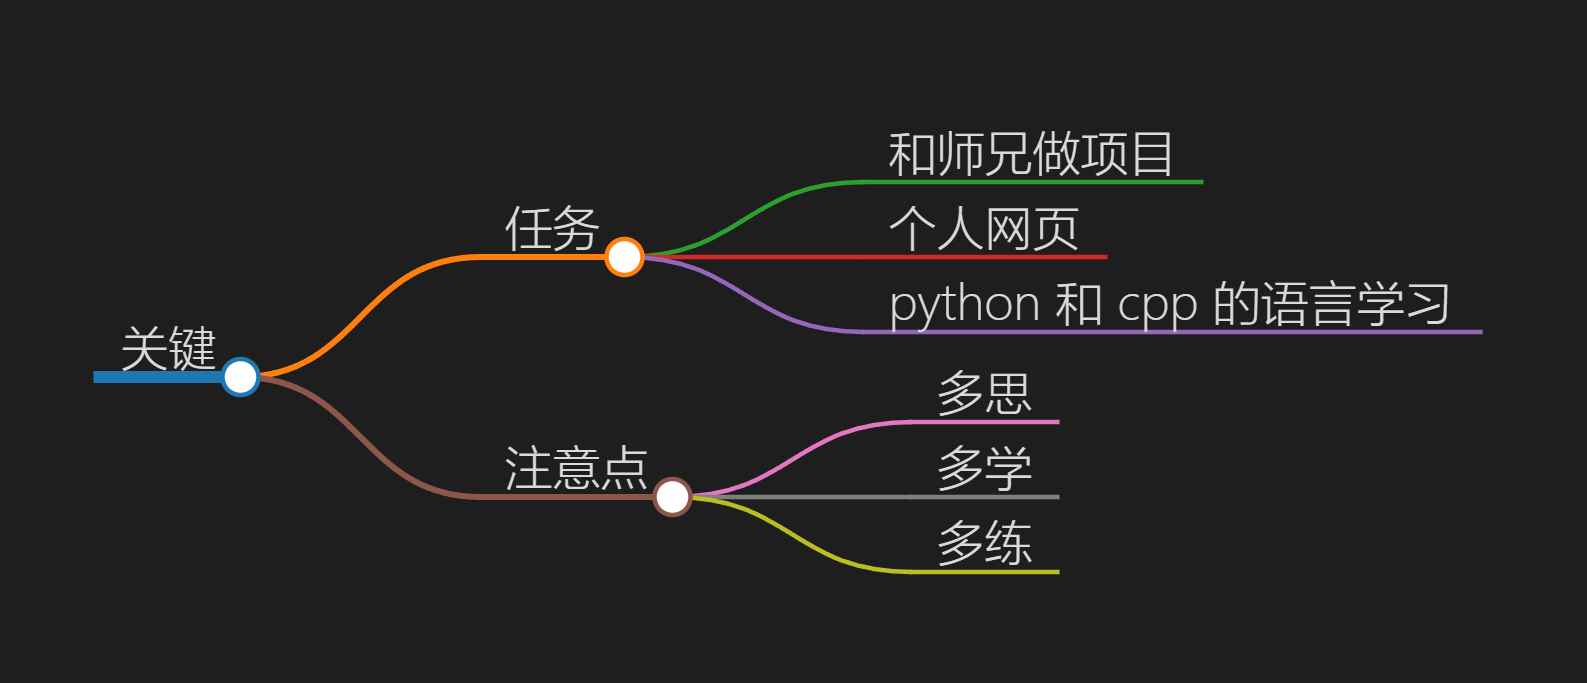 关键
任务
和师兄做项目
个人网页
python 和 cpp 的语言学习
注意点
多思
多学
多练